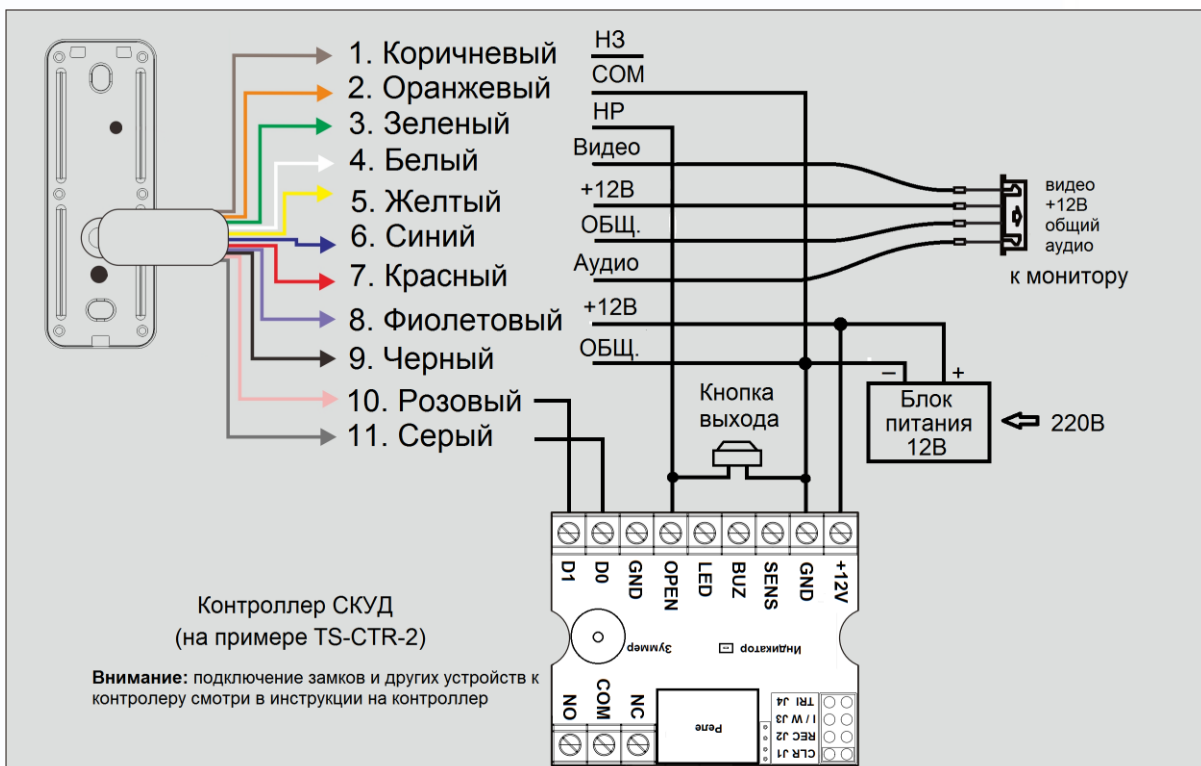 1. Коричневый
2. Оранжевый
3. Зеленый
4. Белый
5. Желтый
6. Синий
7. Красный
8. Фиолетовый
9. Черный
10. Розовый
11. Серый
НЗ
COM
НР
Видео
+12В
ОБЩ.
Аудио
+12В
ОБЩ.
видео
+12В
общий
аудио
к монитору
Кнопка
выхода
– +
Блок
питания
12В
220В
D1
D0
GND
OPEN
LED
BUZ
SENS
GND
+12V
Зуммер
Индикатор
Контроллер СКУД
(на примере TS-CTR-2)
Внимание: подключение замков и других устройств к
контролеру смотри в инструкции на контроллер
NO
COM
NC
Реле
TRI J4
I / W J3
REC J2
CLR J1